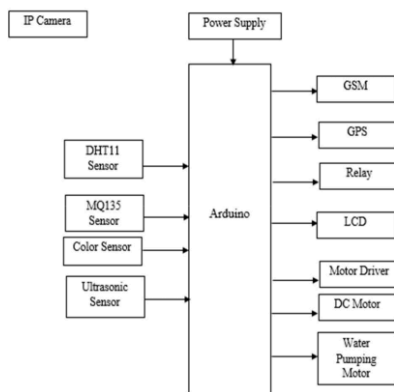 IP Camera
Power Supply
GSM
GPS
DHT11
Sensor
Relay
MQ135
Sensor
Arduino
LCD
Color Sensor
Motor Driver
Ultrasonic
Sensor
DC Motor
Water
Pumping
Motor